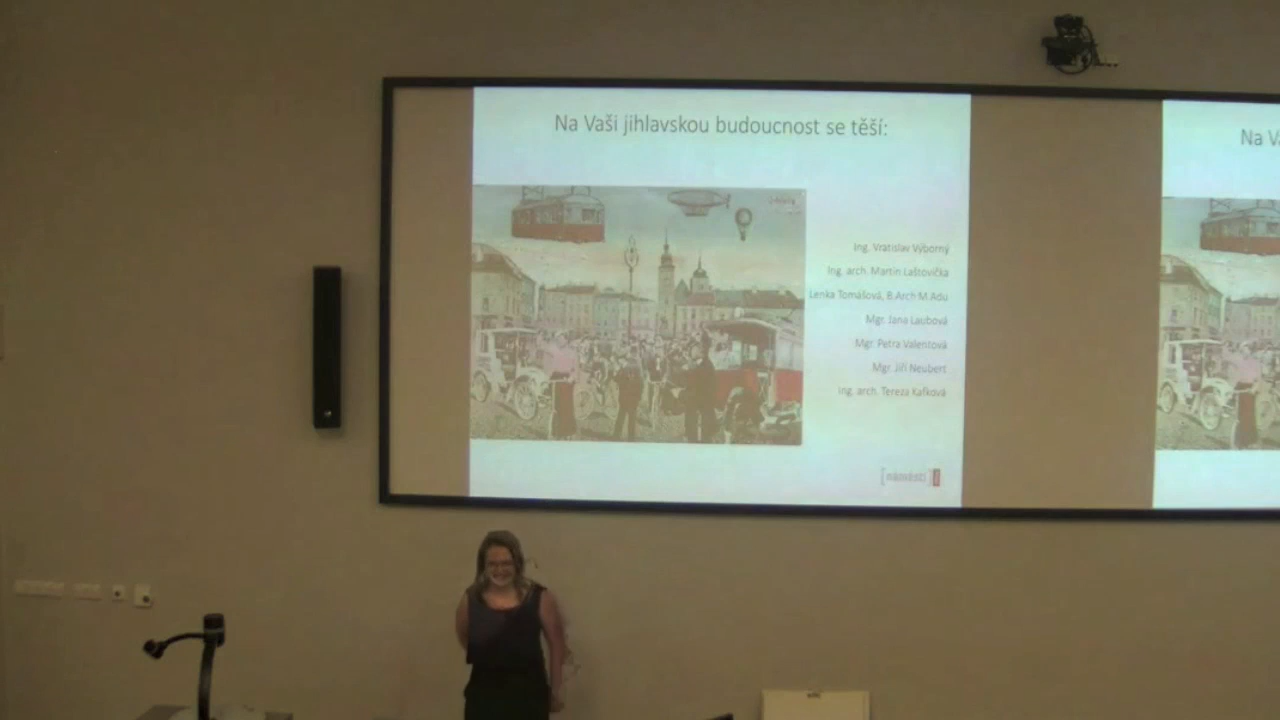 Na Vaši jihlavskou budoucnost se těší:
Ing. Vratislav Výborný
Ing. arch. Martin Laštovička
Lenka Tomášová, B.Arch M.Adu
Mgr. Jana Laubová
Mgr. Petra Valentová
Mgr. Jiří Neubert
Ing. arch. Tereza Kafková
Na V